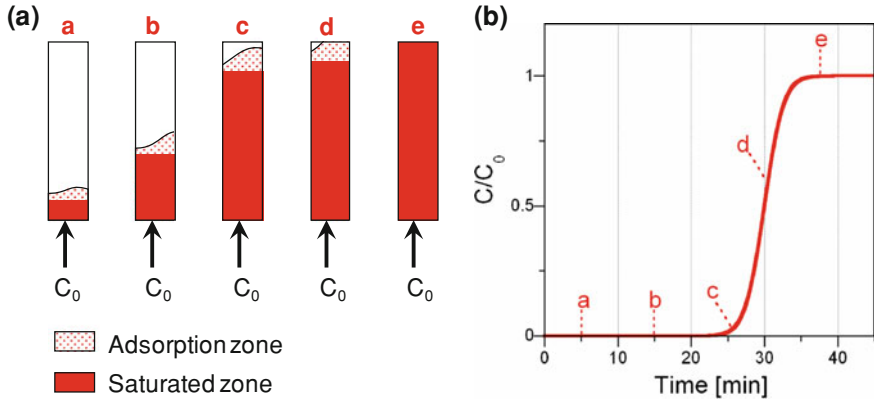 (a)
a b c d e
C₀ C₀ C₀ C₀ C₀
Adsorption zone
Saturated zone
(b)
C/C₀
1
0.5
0
a b c d e
0 10 20 30 40
Time [min]